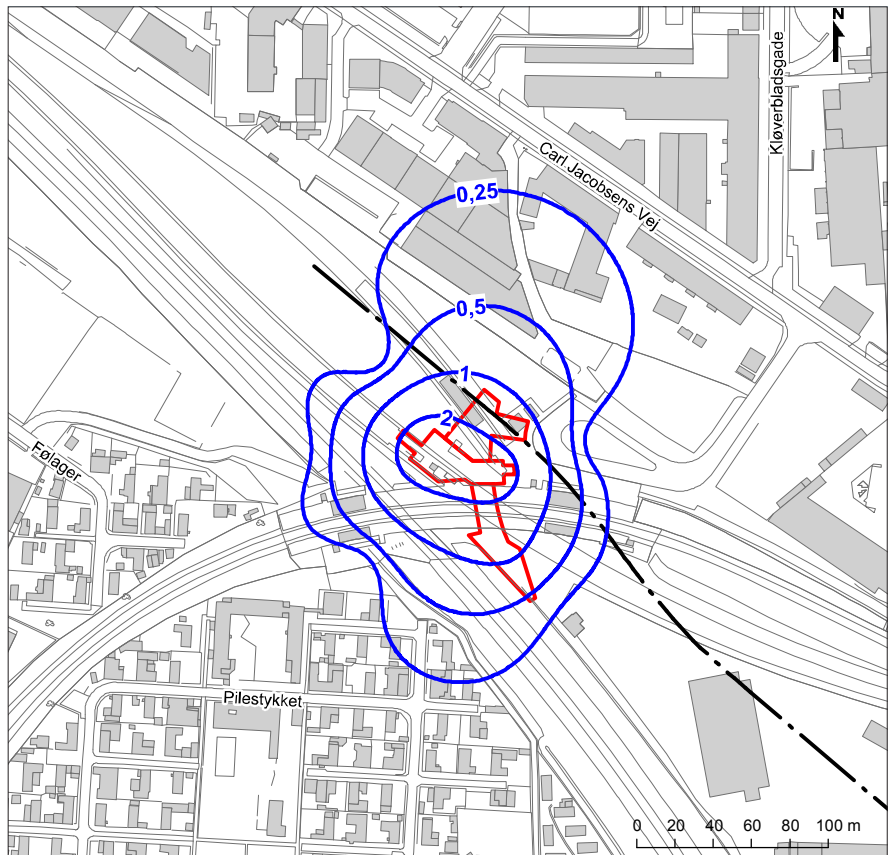 N
Kløverbladsgade
Carl Jacobsens Vej
0,25
0,5
1
2
Følager
Pilestykket
0 20 40 60 80 100 m